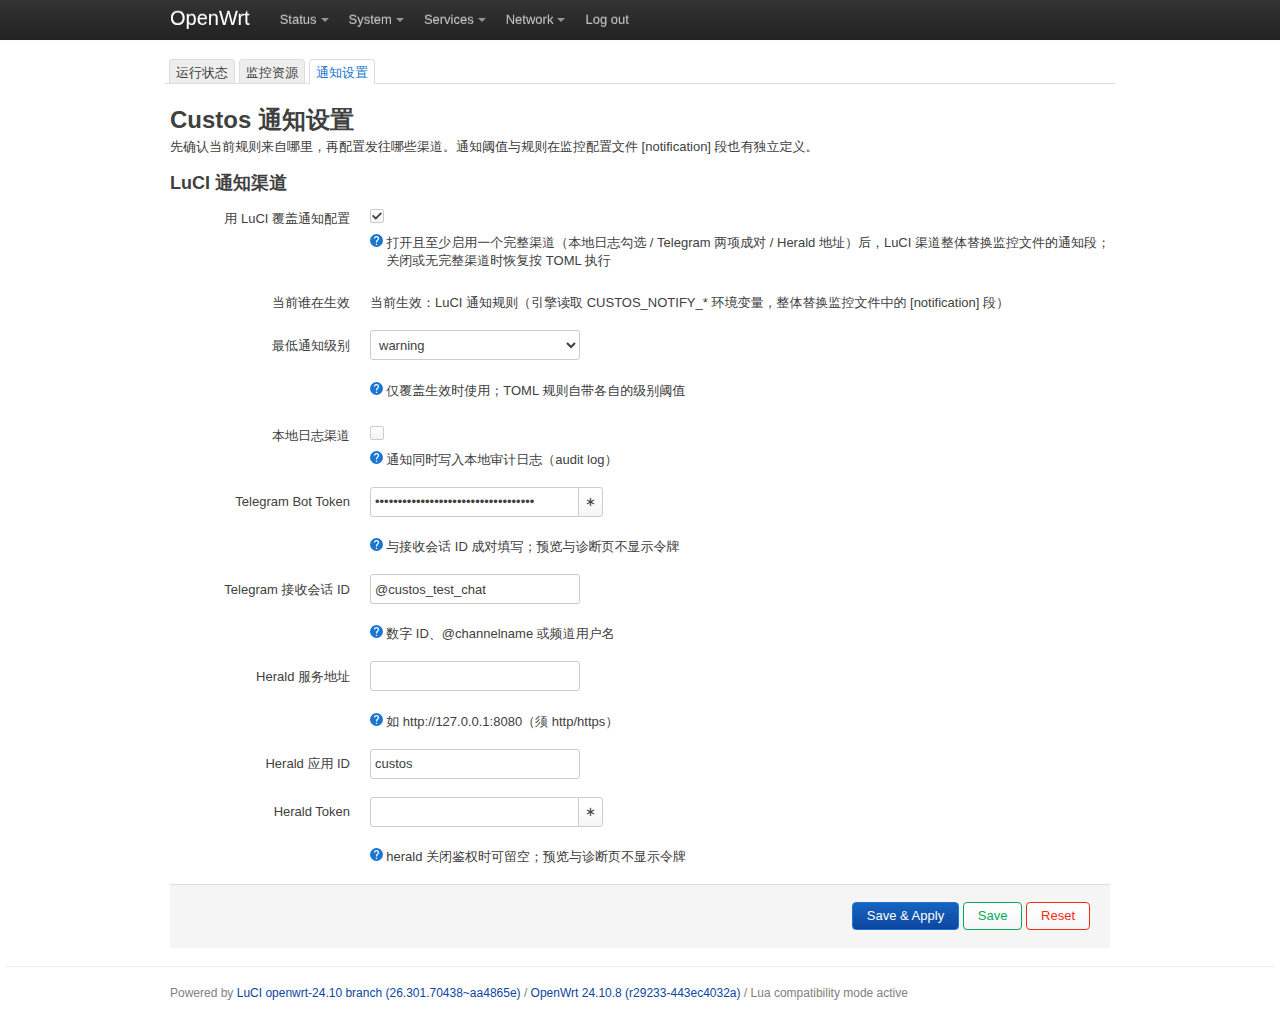 OpenWrt Status System Services Network Log out
运行状态 监控资源 通知设置
Custos 通知设置
先确认当前规则来自哪里，再配置发往哪些渠道。通知阈值与规则在监控配置文件 [notification] 段也有独立定义。
LuCI 通知渠道
用 LuCI 覆盖通知配置
打开且至少启用一个完整渠道（本地日志勾选 / Telegram 两项成对 / Herald 地址）后，LuCI 渠道整体替换监控文件的通知段；
关闭或无完整渠道时恢复按 TOML 执行
当前谁在生效 当前生效：LuCI 通知规则（引擎读取 CUSTOS_NOTIFY_* 环境变量，整体替换监控文件中的 [notification] 段）
最低通知级别 warning
仅覆盖生效时使用；TOML 规则自带各自的级别阈值
本地日志渠道
通知同时写入本地审计日志（audit log）
Telegram Bot Token ••••••••••••••••••••••••••••••••••• ∗
与接收会话 ID 成对填写；预览与诊断页不显示令牌
Telegram 接收会话 ID @custos_test_chat
数字 ID、@channelname 或频道用户名
Herald 服务地址
如 http://127.0.0.1:8080（须 http/https）
Herald 应用 ID custos
Herald Token ∗
herald 关闭鉴权时可留空；预览与诊断页不显示令牌
Save & Apply Save Reset
Powered by LuCI openwrt-24.10 branch (26.301.70438~aa4865e) / OpenWrt 24.10.8 (r29233-443ec4032a) / Lua compatibility mode active